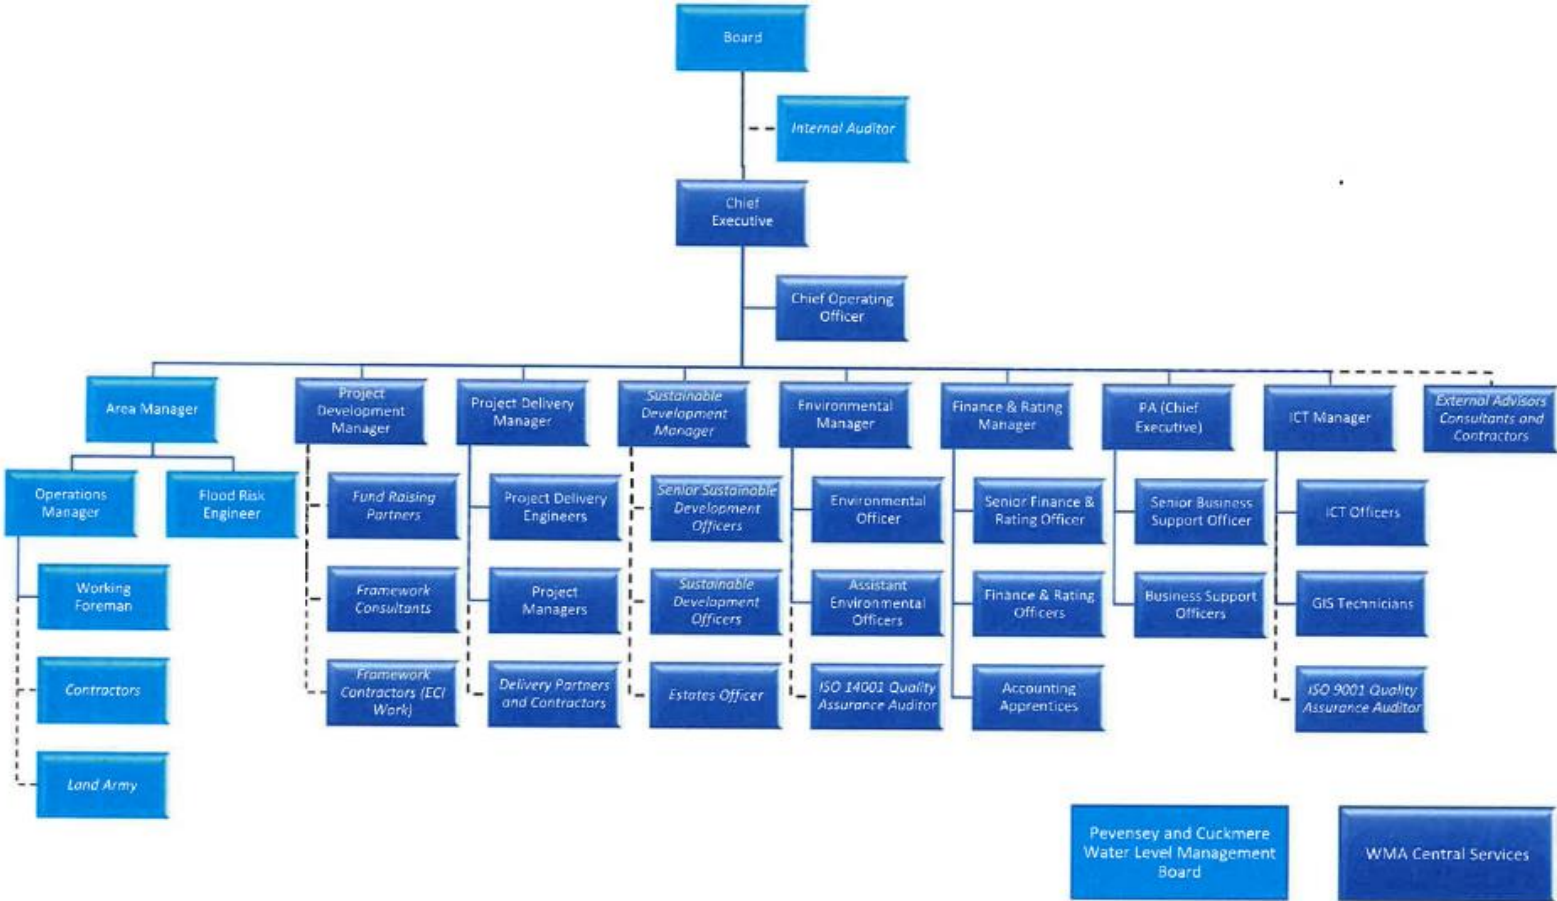 Board
Internal Auditor
Chief
Executive
Chief Operating
Officer
Area Manager
Project
Development
Manager
Project Delivery
Manager
Sustainable
Development
Manager
Environmental
Manager
Finance & Rating
Manager
PA (Chief
Executive)
ICT Manager
External Advisors
Consultants and
Contractors
Operations
Manager
Flood Risk
Engineer
Fund Raising
Partners
Project Delivery
Engineers
Senior Sustainable
Development
Officers
Environmental
Officer
Senior Finance &
Rating Officer
Senior Business
Support Officer
ICT Officers
Working
Foreman
Framework
Consultants
Project
Managers
Sustainable
Development
Officers
Assistant
Environmental
Officers
Finance & Rating
Officers
Business Support
Officers
GIS Technicians
Contractors
Framework
Contractors (ECI
Work)
Delivery Partners
and Contractors
Estates Officer
ISO 14001 Quality
Assurance Auditor
Accounting
Apprentices
ISO 9001 Quality
Assurance Auditor
Land Army
Pevensey and Cuckmere
Water Level Management
Board
WMA Central Services